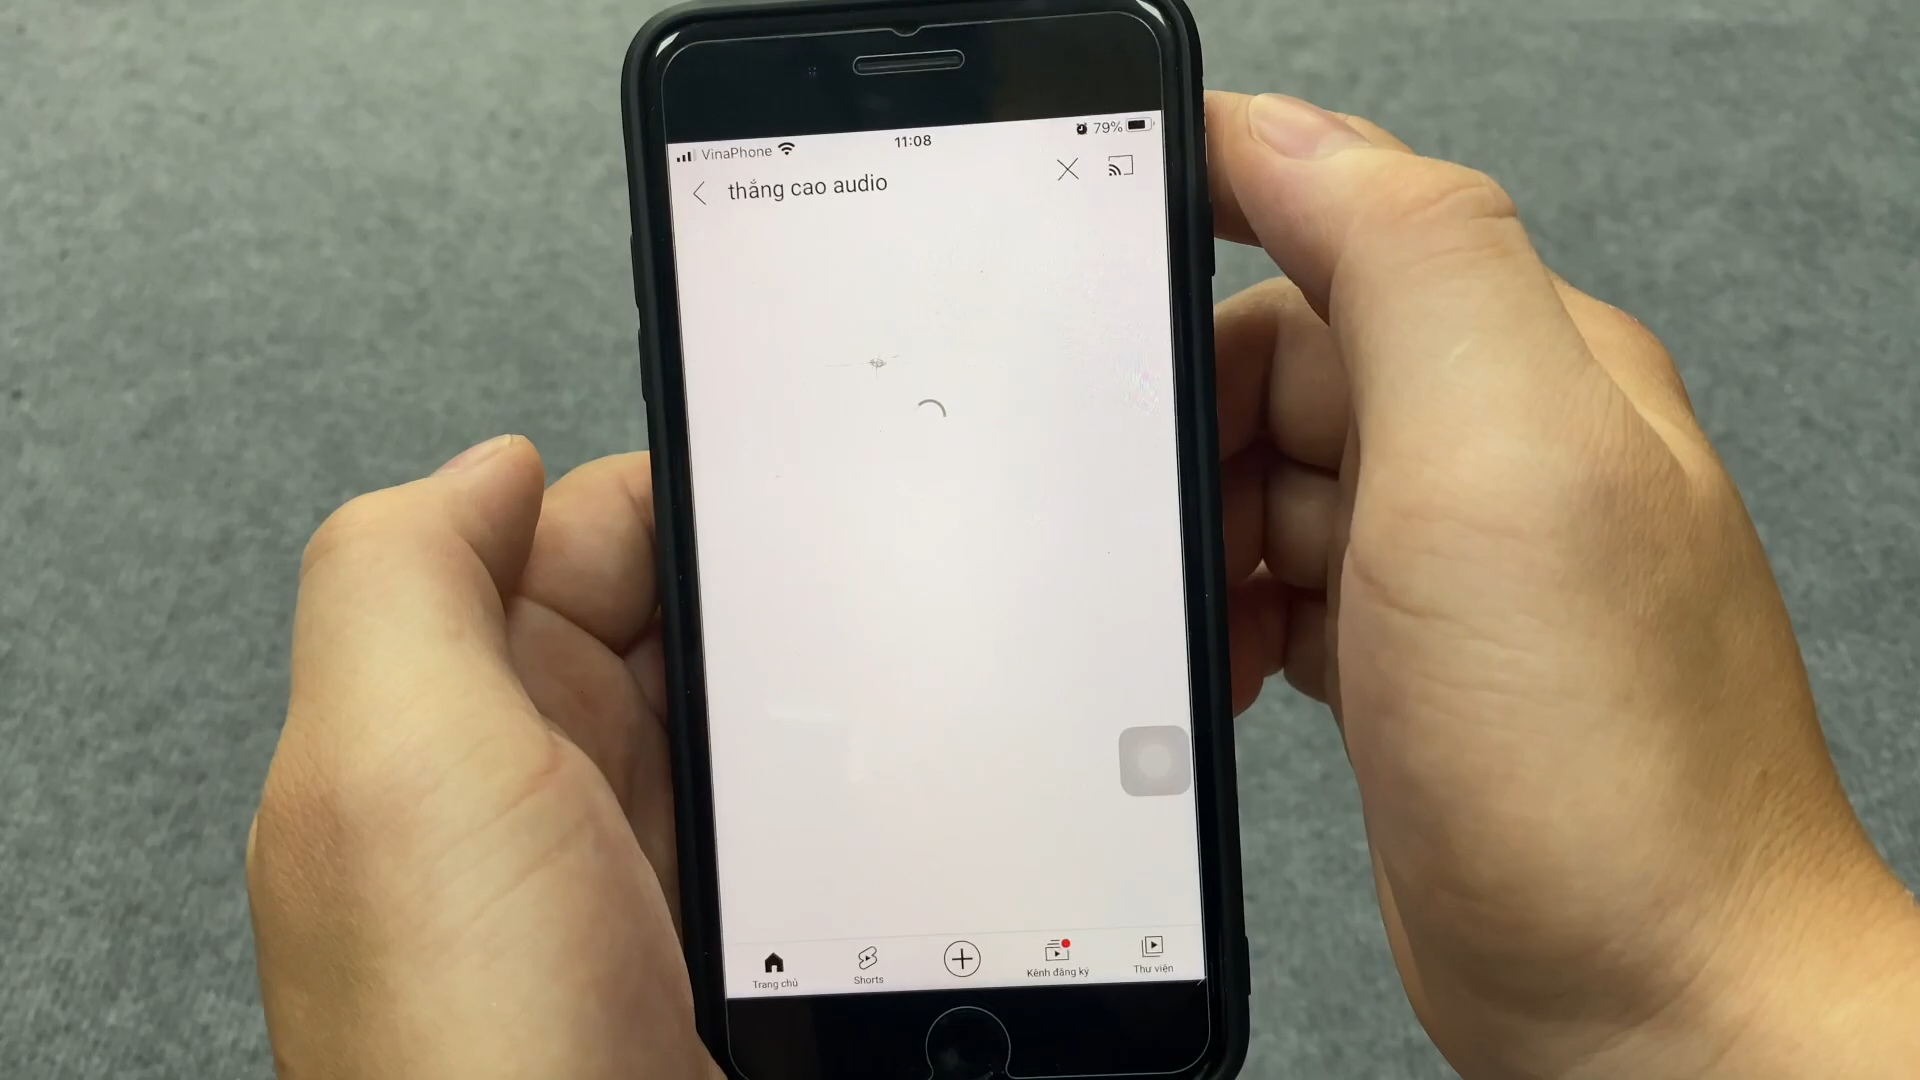 VinaPhone
11:08
79%
thắng cao audio
Trang chủ
Shorts
Kênh đăng ký
Thư viện